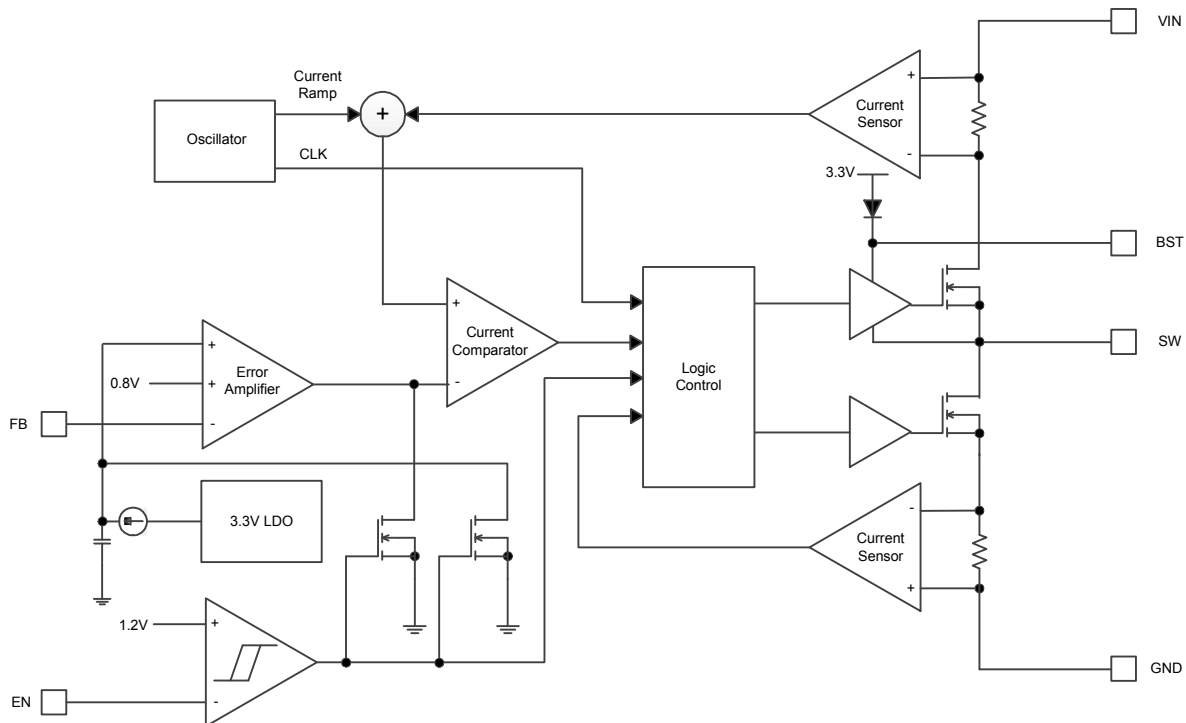 VIN
Current
Ramp
+
Current
Sensor
+
-
Oscillator
CLK
3.3V
BST
+
Current
Comparator
-
Logic
Control
SW
+
0.8V
+
Error
Amplifier
FB
-
3.3V LDO
-
Current
Sensor
+
1.2V
+
GND
EN
-